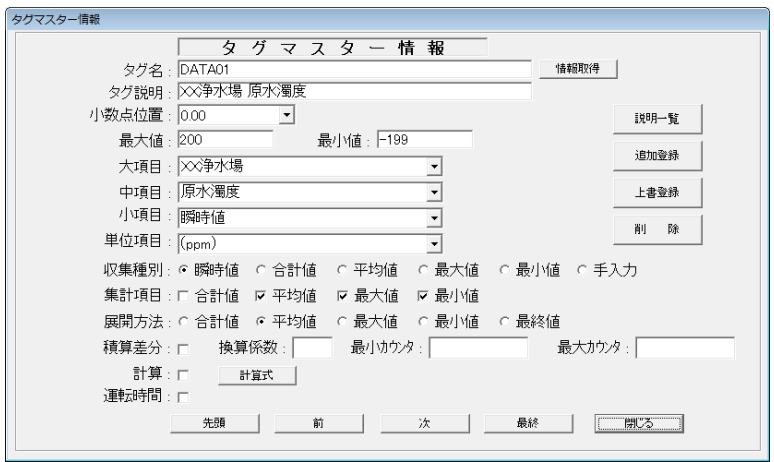 タグマスター情報
タグマスター情報
タグ名 : DATA01 情報取得
タグ説明 : XX浄水場 原水濁度
小数点位置 : 0.00 説明一覧
最大値 : 200 最小値 : -199
大項目 : XX浄水場 追加登録
中項目 : 原水濁度 上書登録
小項目 : 瞬時値 削 除
単位項目 : (ppm)
収集種別 : 瞬時値 合計値 平均値 最大値 最小値 手入力
集計項目 : 合計値 平均値 最大値 最小値
展開方法 : 合計値 平均値 最大値 最小値 最終値
積算差分 : 換算係数 : 最小カウンタ : 最大カウンタ :
計算 : 計算式
運転時間 :
先頭 前 次 最終 閉じる